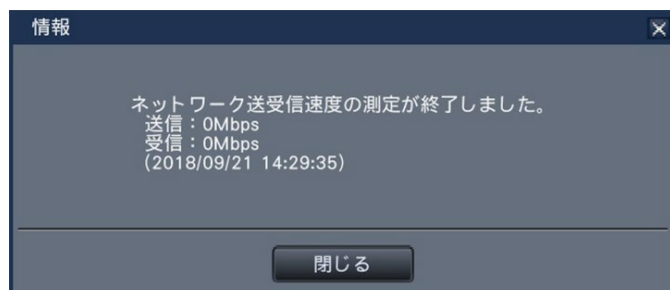 情報
ネットワーク送受信速度の測定が終了しました。
送信：0Mbps
受信：0Mbps
(2018/09/21 14:29:35)
閉じる